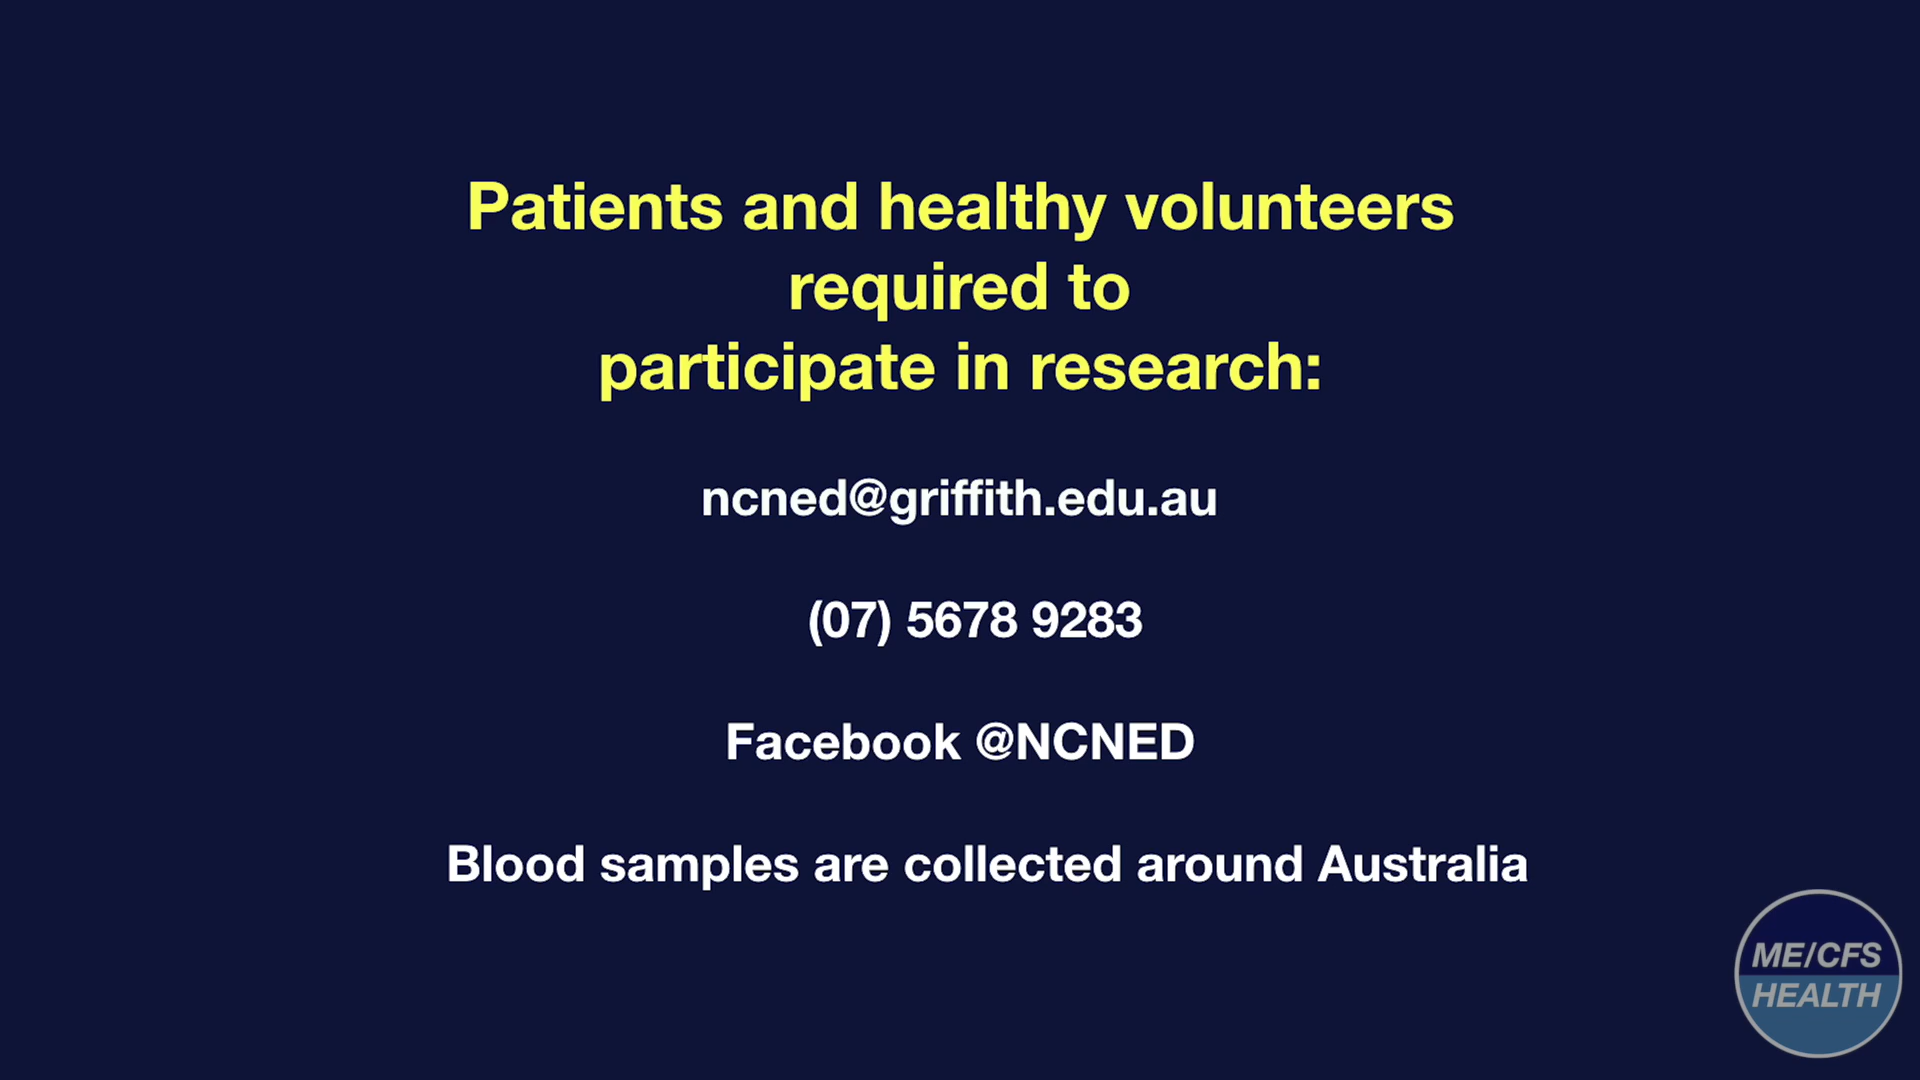 Patients and healthy volunteers
required to
participate in research:
ncned@griffith.edu.au
(07) 5678 9283
Facebook @NCNED
Blood samples are collected around Australia
ME/CFS
HEALTH